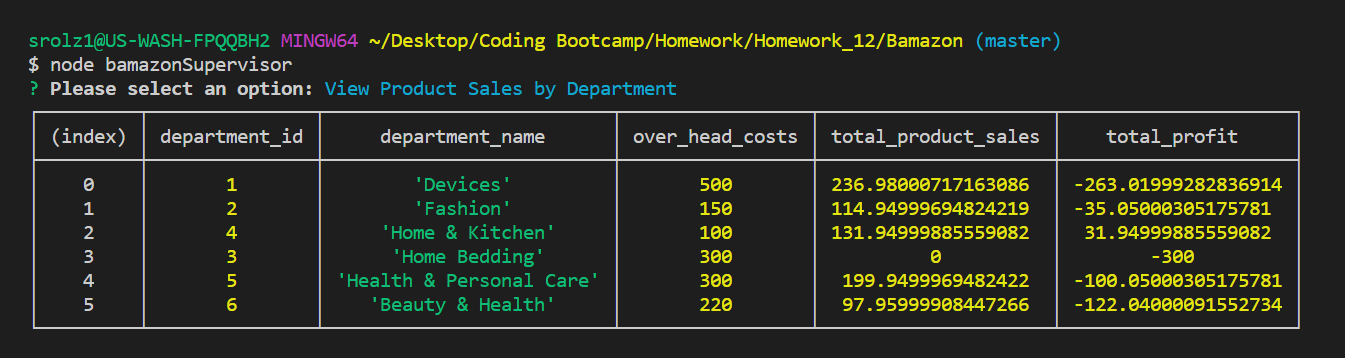 srolz1@US-WASH-FPQQBH2 MINGW64 ~/Desktop/Coding Bootcamp/Homework/Homework_12/Bamazon (master)
$ node bamazonSupervisor
? Please select an option: View Product Sales by Department
(index) department_id department_name over_head_costs total_product_sales total_profit
0 1 'Devices' 500 236.98000717163086 -263.01999282836914
1 2 'Fashion' 150 114.94999694824219 -35.05000305175781
2 4 'Home & Kitchen' 100 131.94999885559082 31.94999885559082
3 3 'Home Bedding' 300 0 -300
4 5 'Health & Personal Care' 300 199.9499969482422 -100.05000305175781
5 6 'Beauty & Health' 220 97.95999908447266 -122.04000091552734